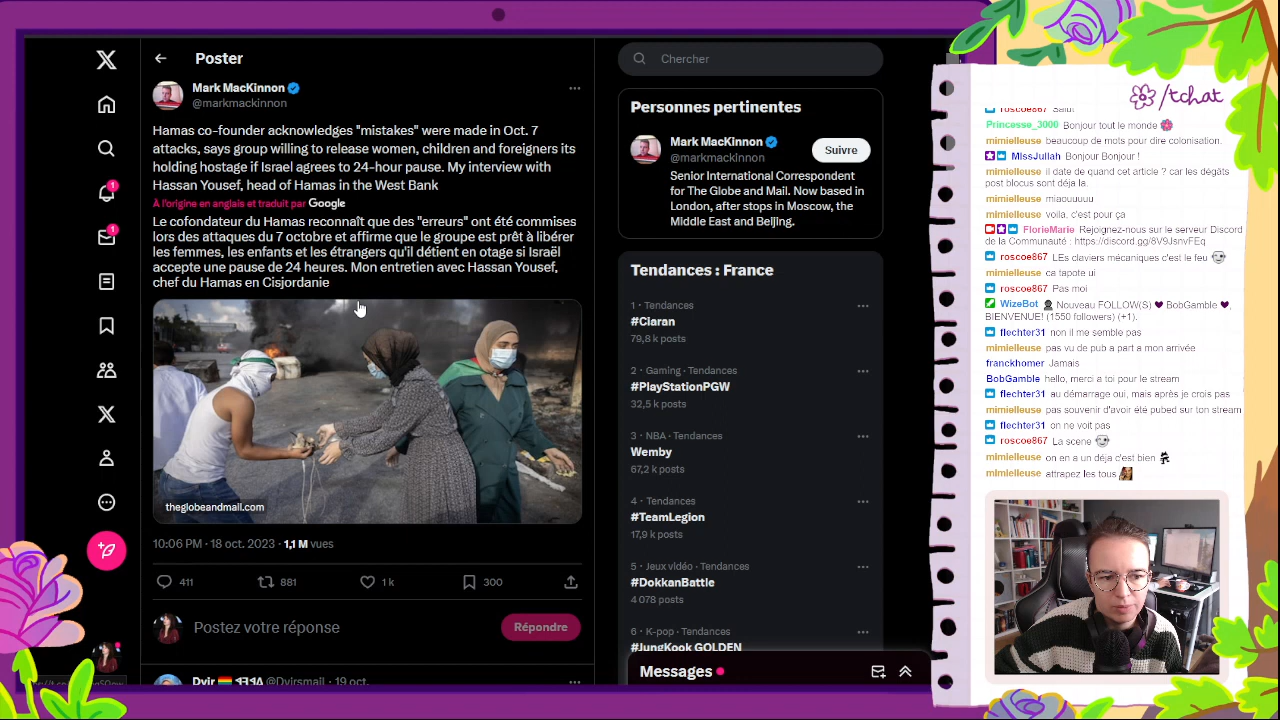 Poster
Mark MacKinnon
@markmackinnon
Hamas co-founder acknowledges "mistakes" were made in Oct. 7
attacks, says group willing to release women, children and foreigners its
holding hostage if Israel agrees to 24-hour pause. My interview with
Hassan Yousef, head of Hamas in the West Bank
À l'origine en anglais et traduit par Google
Le cofondateur du Hamas reconnaît que des "erreurs" ont été commises
lors des attaques du 7 octobre et affirme que le groupe est prêt à libérer
les femmes, les enfants et les étrangers qu'il détient en otage si Israël
accepte une pause de 24 heures. Mon entretien avec Hassan Yousef,
chef du Hamas en Cisjordanie
theglobeandmail.com
10:06 PM · 18 oct. 2023 · 1,1 M vues
411
881
1 k
300
Postez votre réponse
Répondre
@Dvirsmail · 19 oct.
1
1
Chercher
Personnes pertinentes
Mark MacKinnon
@markmackinnon
Suivre
Senior International Correspondent
for The Globe and Mail. Now based in
London, after stops in Moscow, the
Middle East and Beijing.
Tendances : France
1 · Tendances
#Ciaran
79,8 k posts
2 · Gaming · Tendances
#PlayStationPGW
32,5 k posts
3 · NBA · Tendances
Wemby
67,2 k posts
4 · Tendances
#TeamLegion
17,9 k posts
5 · Jeux vidéo · Tendances
#DokkanBattle
4 078 posts
6 · K-pop · Tendances
#JungKook GOLDEN
Messages
/tchat
roscoe867 Salut
Princesse_3000 Bonjour tout le monde
mimielleuse beaucoup de mots pour dire colonisation.
MissJuliah Bonjour Bonjour !
mimielleuse il date de quand cet article ? car les dégâts
post blocus sont déja la.
mimielleuse miaouuuuu
mimielleuse voila, c'est pour ça
FlorieMarie Rejoignez-nous sur le serveur Discord
de la Communauté : https://discord.gg/8V9JsnvFEq
roscoe867 LEs claviers mécaniques c'est le feu
mimielleuse ca tapote ui
roscoe867 Pas moi
WizeBot Nouveau FOLLOW(S) BobGamble
BIENVENUE! (1550 followers) (+1).
flechter31 non il me semble pas
mimielleuse pas vu de pub a part a mon arrivée
franckhomer Jamais
BobGamble hello, merci a toi pour le stream
flechter31 au démarrage oui, mais après je crois pas
mimielleuse pas souvenir d'avoir été pubed sur ton stream
flechter31 on ne voit pas
roscoe867 La scene
mimielleuse on en a un déja c'est bien
mimielleuse attrapez les tous